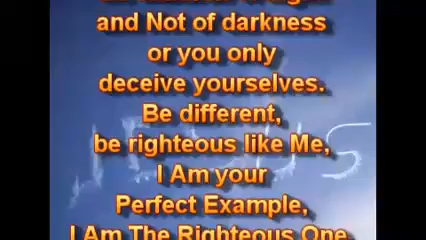 and Not of darkness
or you only
deceive yourselves.
Be different,
be righteous like Me,
I Am your
Perfect Example,
I Am The Righteous One
JESUS